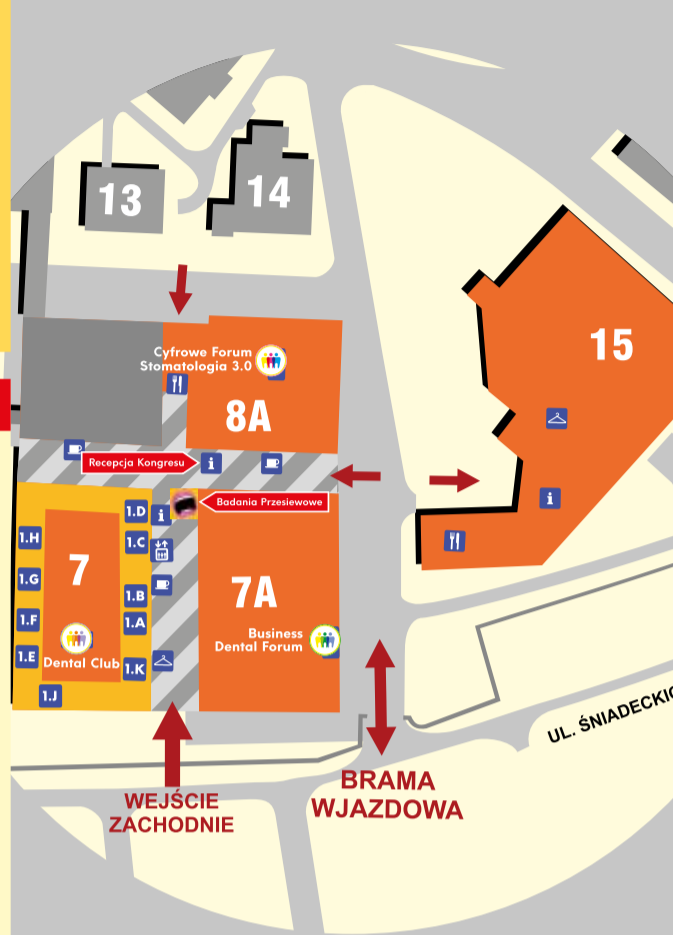 13
14
15
Cyfrowe Forum
Stomatologia 3.0
8A
Recepcja Kongresu
i
i
Badania Przesiewowe
1.D
i
1.H
1.C
7
1.G
7A
1.B
1.F
1.A
Business
Dental Forum
1.E
Dental Club
1.K
1.J
UL. ŚNIADECKIC
WEJŚCIE
ZACHODNIE
BRAMA
WJAZDOWA